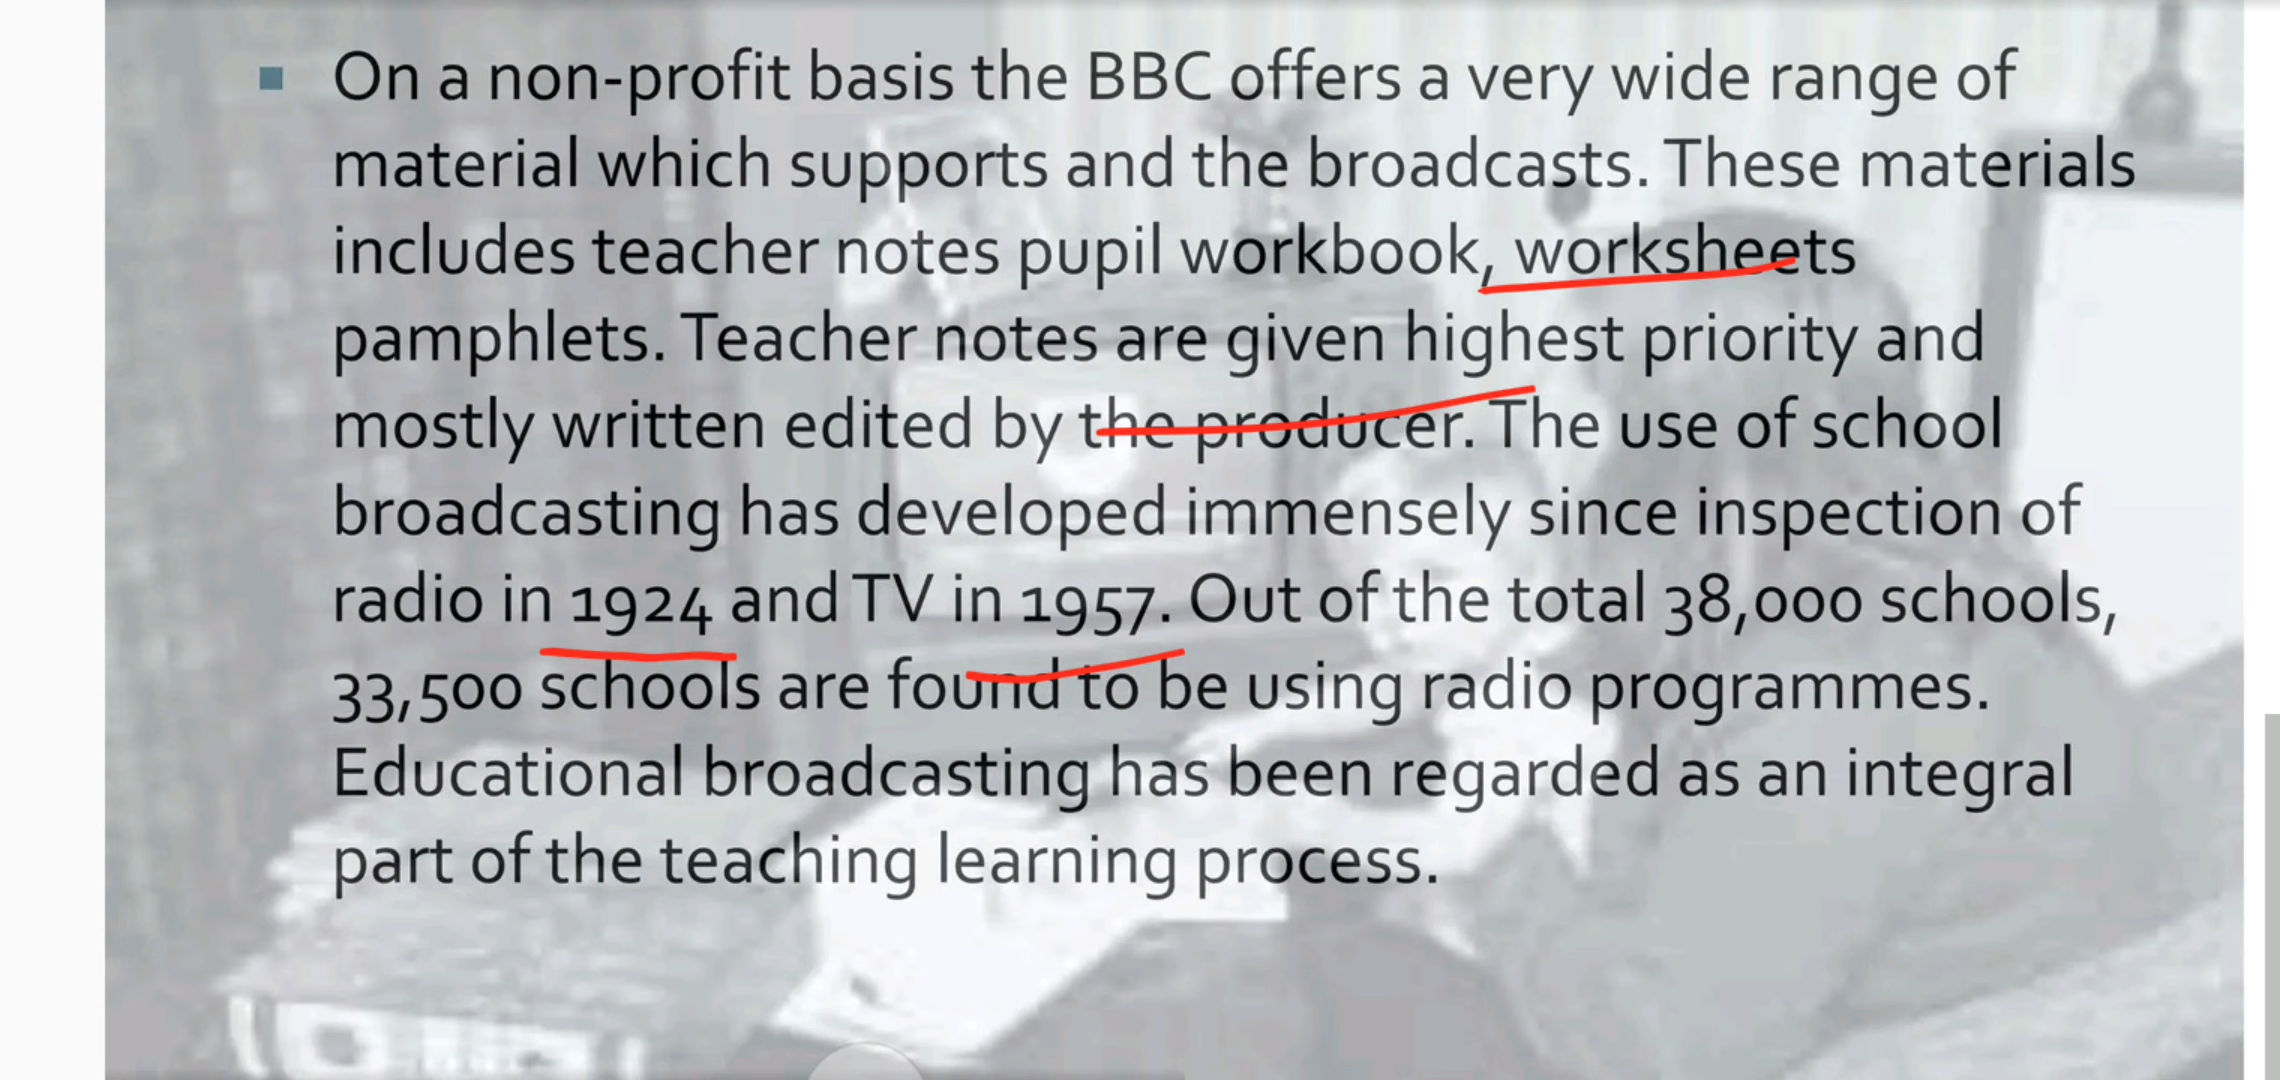 On a non-profit basis the BBC offers a very wide range of
material which supports and the broadcasts. These materials
includes teacher notes pupil workbook, worksheets
pamphlets. Teacher notes are given highest priority and
mostly written edited by the producer. The use of school
broadcasting has developed immensely since inspection of
radio in 1924 and TV in 1957. Out of the total 38,000 schools,
33,500 schools are found to be using radio programmes.
Educational broadcasting has been regarded as an integral
part of the teaching learning process.